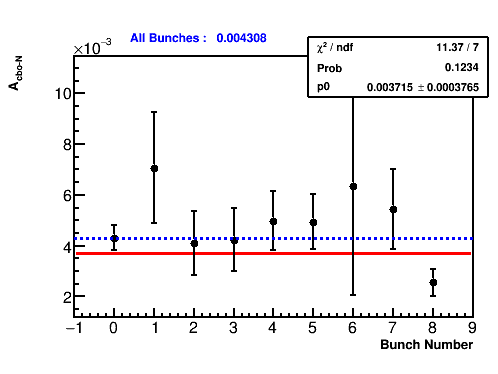 All Bunches : 0.004308
×10⁻³
χ² / ndf 11.37 / 7
Prob 0.1234
p0 0.003715 ± 0.0003765
A_cbo-N
10
8
6
4
2
−1 0 1 2 3 4 5 6 7 8 9
Bunch Number